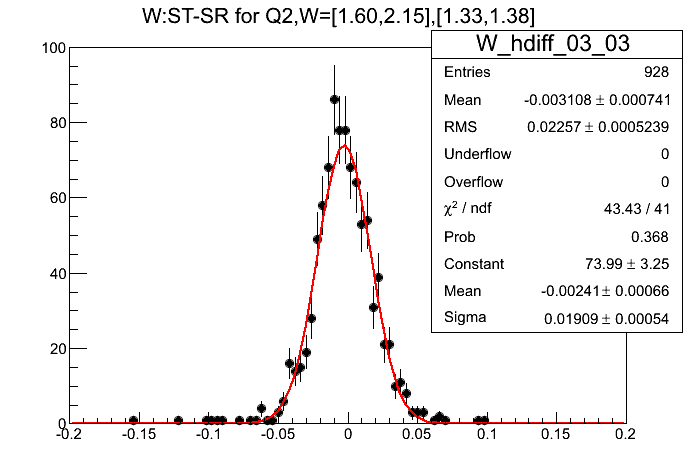 W:ST-SR for Q2,W=[1.60,2.15],[1.33,1.38]
W_hdiff_03_03
Entries 928
Mean -0.003108 ± 0.000741
RMS 0.02257 ± 0.0005239
Underflow 0
Overflow 0
χ² / ndf 43.43 / 41
Prob 0.368
Constant 73.99 ± 3.25
Mean -0.00241 ± 0.00066
Sigma 0.01909 ± 0.00054
100
80
60
40
20
0
-0.2 -0.15 -0.1 -0.05 0 0.05 0.1 0.15 0.2